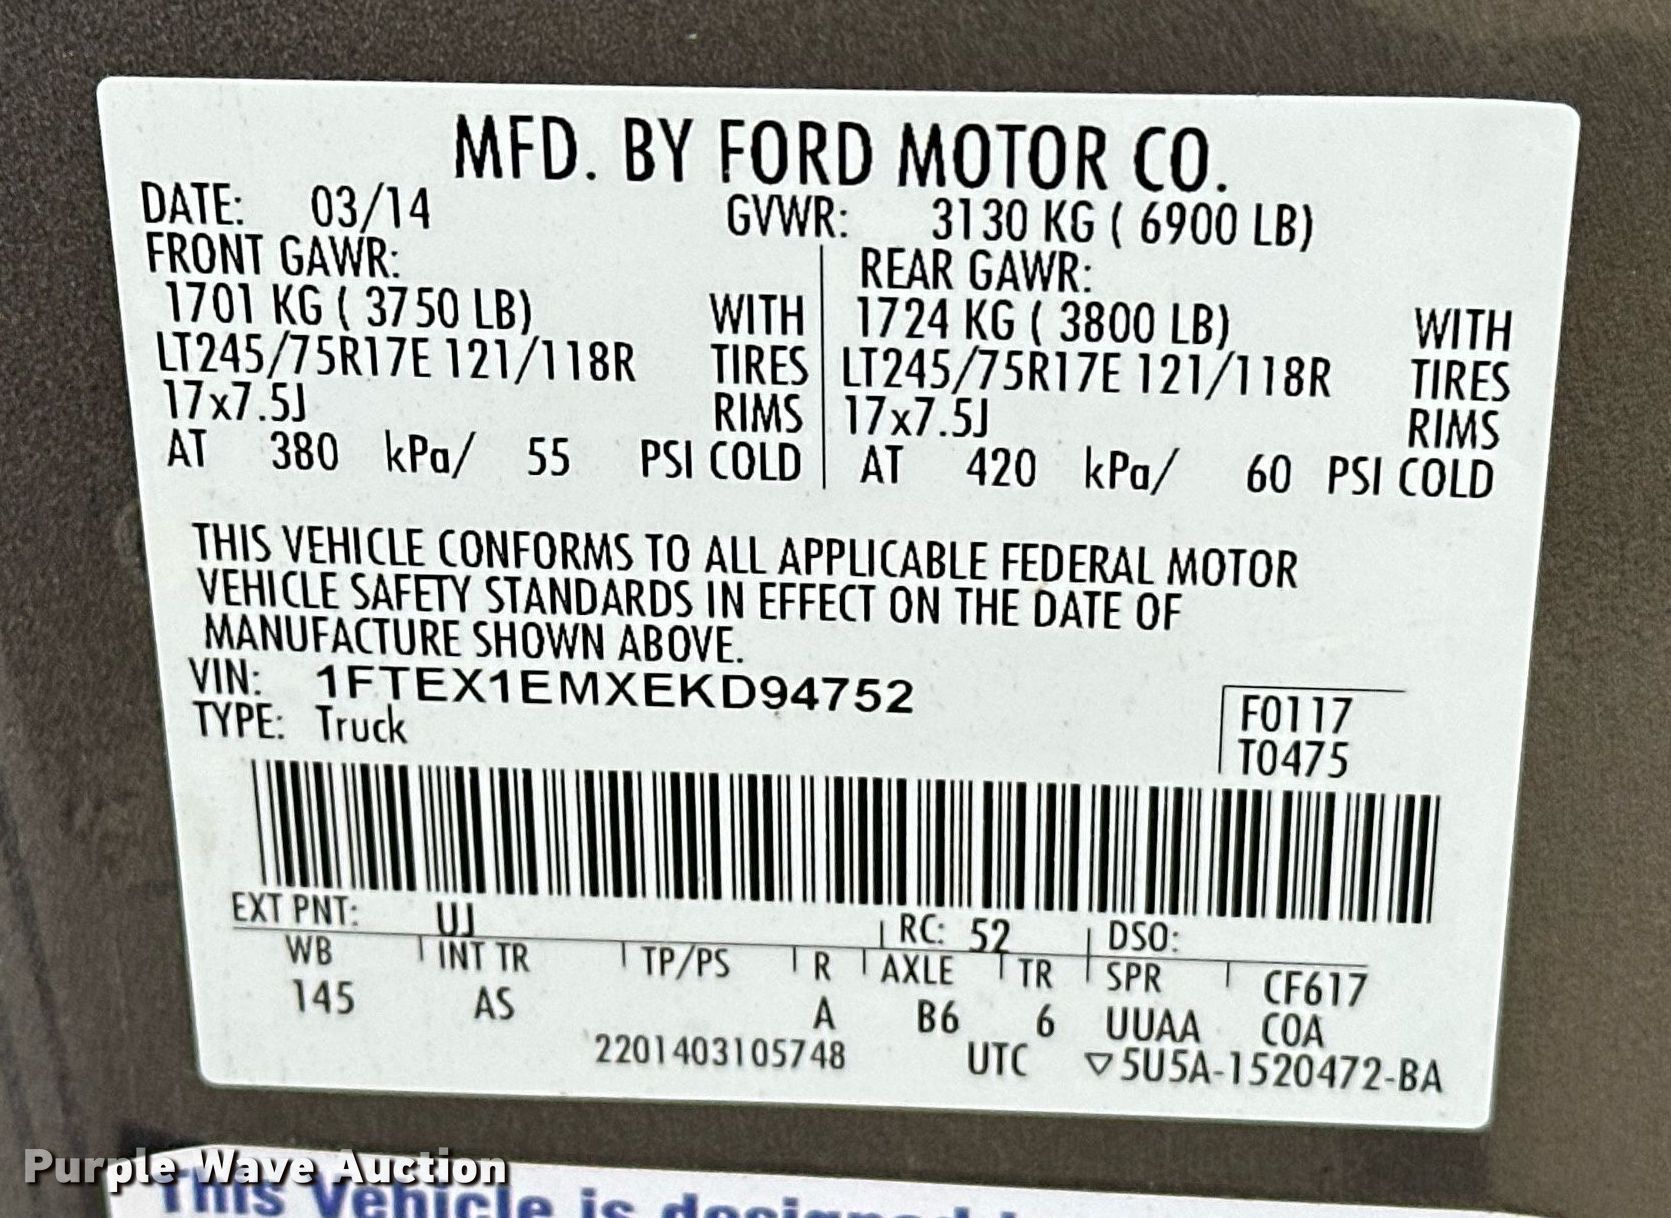 MFD. BY FORD MOTOR CO.
DATE: 03/14 GVWR: 3130 KG ( 6900 LB)
FRONT GAWR: REAR GAWR:
1701 KG ( 3750 LB) WITH 1724 KG ( 3800 LB) WITH
LT245/75R17E 121/118R TIRES LT245/75R17E 121/118R TIRES
17x7.5J RIMS 17x7.5J RIMS
AT 380 kPa/ 55 PSI COLD AT 420 kPa/ 60 PSI COLD
THIS VEHICLE CONFORMS TO ALL APPLICABLE FEDERAL MOTOR
VEHICLE SAFETY STANDARDS IN EFFECT ON THE DATE OF
MANUFACTURE SHOWN ABOVE.
VIN: 1FTEX1EMXEKD94752
TYPE: Truck
F0117
T0475
EXT PNT: UJ RC: 52 DSO:
WB INT TR TP/PS R AXLE TR SPR CF617
145 AS A B6 6 UUAA COA
2201403105748 UTC ▽5U5A-1520472-BA
Purple Wave Auction
This Vehicle is designed